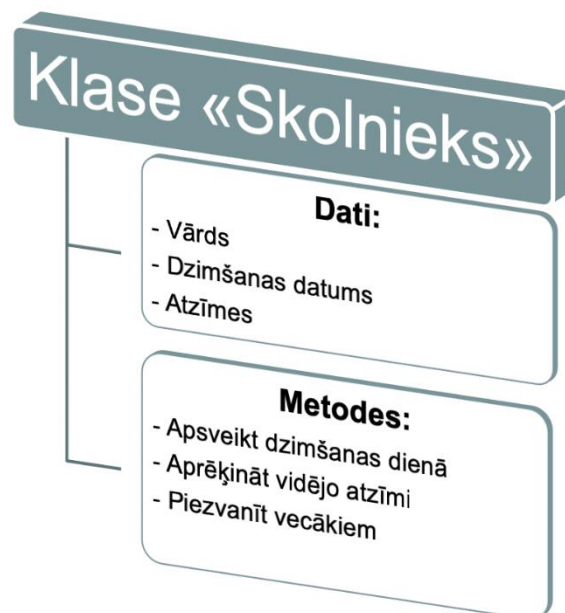 Klase «Skolnieks»
Dati:
- Vārds
- Dzimšanas datums
- Atzīmes
Metodes:
- Apsveikt dzimšanas dienā
- Aprēķināt vidējo atzīmi
- Piezvanīt vecākiem